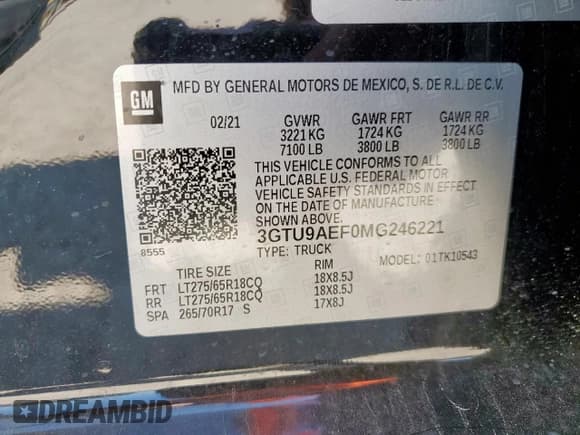 GM
MFD BY GENERAL MOTORS DE MEXICO, S. DE R.L. DE C.V.
02/21 GVWR GAWR FRT GAWR RR
3221 KG 1724 KG 1724 KG
7100 LB 3800 LB 3800 LB
THIS VEHICLE CONFORMS TO ALL
APPLICABLE U.S. FEDERAL MOTOR
VEHICLE SAFETY STANDARDS IN EFFECT
ON THE DATE OF MANUFACTURE
SHOWN ABOVE.
3GTU9AEF0MG246221
8555 TYPE: TRUCK MODEL: 01TK10543
TIRE SIZE RIM
FRT LT275/65R18CQ 18X8.5J
RR LT275/65R18CQ 18X8.5J
SPA 265/70R17 S 17X8J
DREAMBID